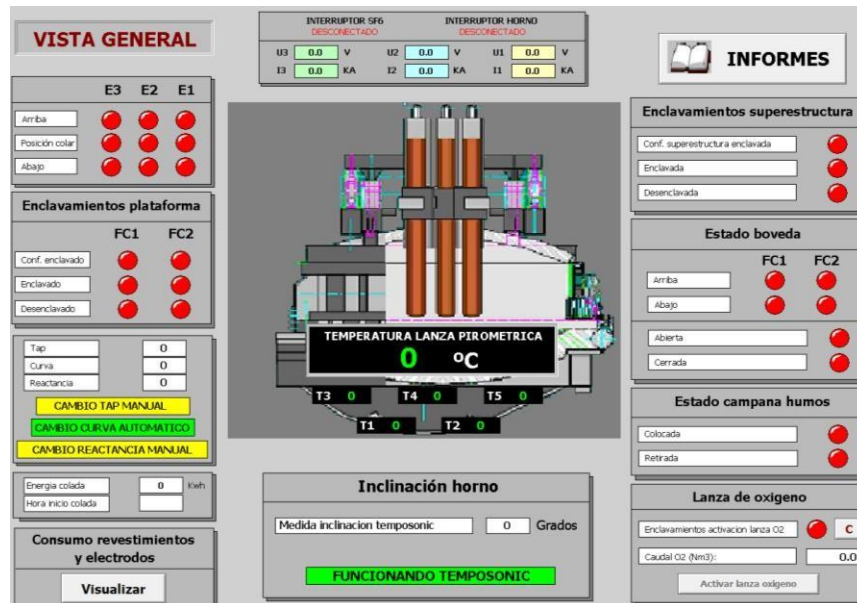 VISTA GENERAL
INTERRUPTOR SF6 INTERRUPTOR HORNO
DESCONECTADO DESCONECTADO
U3 0.0 V U2 0.0 V U1 0.0 V
I3 0.0 KA I2 0.0 KA I1 0.0 KA
INFORMES
E3 E2 E1
Arriba
Posición colar
Abajo
Enclavamientos plataforma
FC1 FC2
Conf. enclavado
Enclavado
Desenclavado
Tap 0
Curva 0
Reactancia 0
CAMBIO TAP MANUAL
CAMBIO CURVA AUTOMATICO
CAMBIO REACTANCIA MANUAL
Energia colada 0 Kwh
Hora inicio colada
Consumo revestimientos
y electrodos
Visualizar
TEMPERATURA LANZA PIROMETRICA
0 ºC
T3 0 T4 0 T5 0
T1 0 T2 0
Inclinación horno
Medida inclinacion temposonic 0 Grados
FUNCIONANDO TEMPOSONIC
Enclavamientos superestructura
Conf. superestructura enclavada
Enclavada
Desenclavada
Estado boveda
FC1 FC2
Arriba
Abajo
Abierta
Cerrada
Estado campana humos
Colocada
Retirada
Lanza de oxigeno
Enclavamientos activacion lanza O2 C
Caudal O2 (Nm3): 0.0
Activar lanza oxigeno